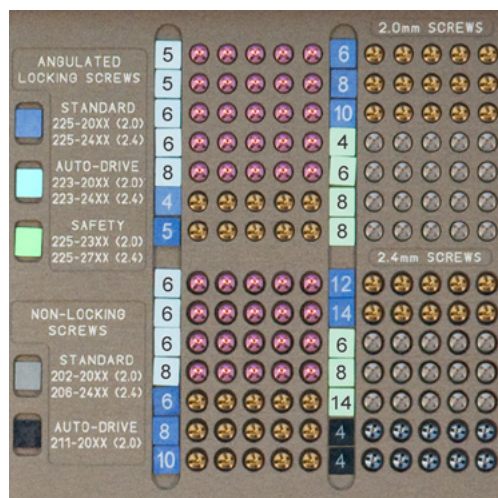 2.0mm SCREWS
ANGULATED
LOCKING SCREWS
STANDARD
225-20XX (2.0)
225-24XX (2.4)
AUTO-DRIVE
223-20XX (2.0)
223-24XX (2.4)
SAFETY
225-23XX (2.0)
225-27XX (2.4)
NON-LOCKING
SCREWS
STANDARD
202-20XX (2.0)
206-24XX (2.4)
AUTO-DRIVE
211-20XX (2.0)
5
5
6
6
8
4
5
6
6
6
8
6
8
10
6
8
10
4
6
8
8
2.4mm SCREWS
12
14
6
8
14
4
4